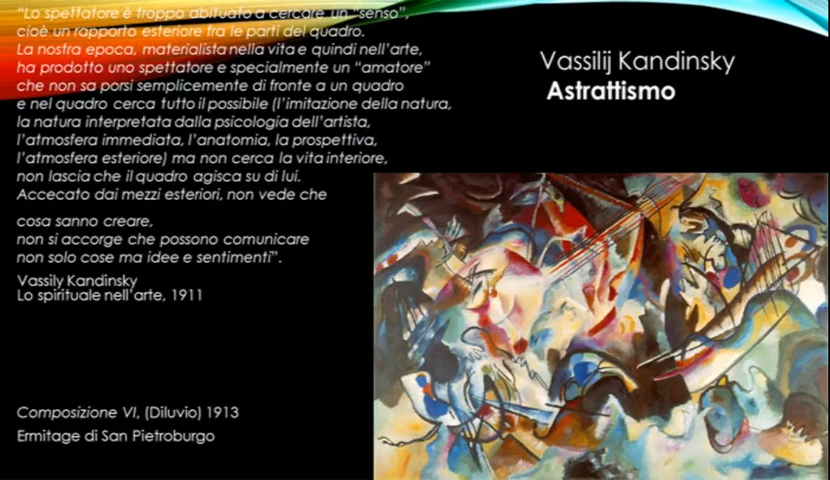 "Lo spettatore è troppo abituato a cercare un "senso",
cioè un rapporto esteriore fra le parti del quadro.
La nostra epoca, materialista nella vita e quindi nell'arte,
ha prodotto uno spettatore e specialmente un "amatore"
che non sa porsi semplicemente di fronte a un quadro
e nel quadro cerca tutto il possibile (l'imitazione della natura,
la natura interpretata dalla psicologia dell'artista,
l'atmosfera immediata, l'anatomia, la prospettiva,
l'atmosfera esteriore) ma non cerca la vita interiore,
non lascia che il quadro agisca su di lui.
Accecato dai mezzi esteriori, non vede che
cosa sanno creare,
non si accorge che possono comunicare
non solo cose ma idee e sentimenti".
Vassily Kandinsky
Lo spirituale nell'arte, 1911
Vassilij Kandinsky
Astrattismo
Composizione VI, (Diluvio) 1913
Ermitage di San Pietroburgo